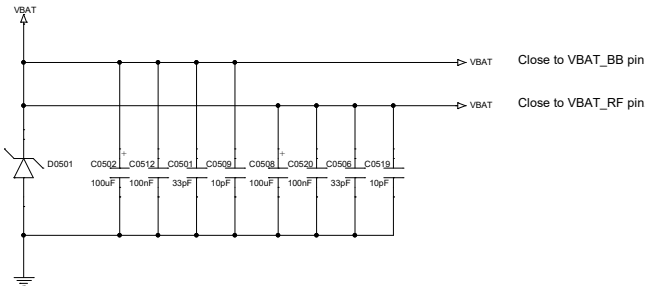 VBAT
VBAT Close to VBAT_BB pin
VBAT Close to VBAT_RF pin
+ +
D0501 C0502 C0512 C0501 C0509 C0508 C0520 C0506 C0519
100uF 100nF 33pF 10pF 100uF 100nF 33pF 10pF